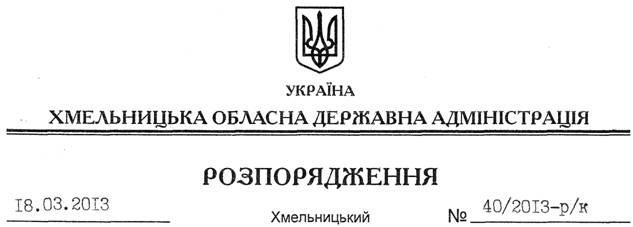 УКРАЇНА
ХМЕЛЬНИЦЬКА ОБЛАСНА ДЕРЖАВНА АДМІНІСТРАЦІЯ
РОЗПОРЯДЖЕННЯ
18.03.2013 Хмельницький № 40/2013-р/к